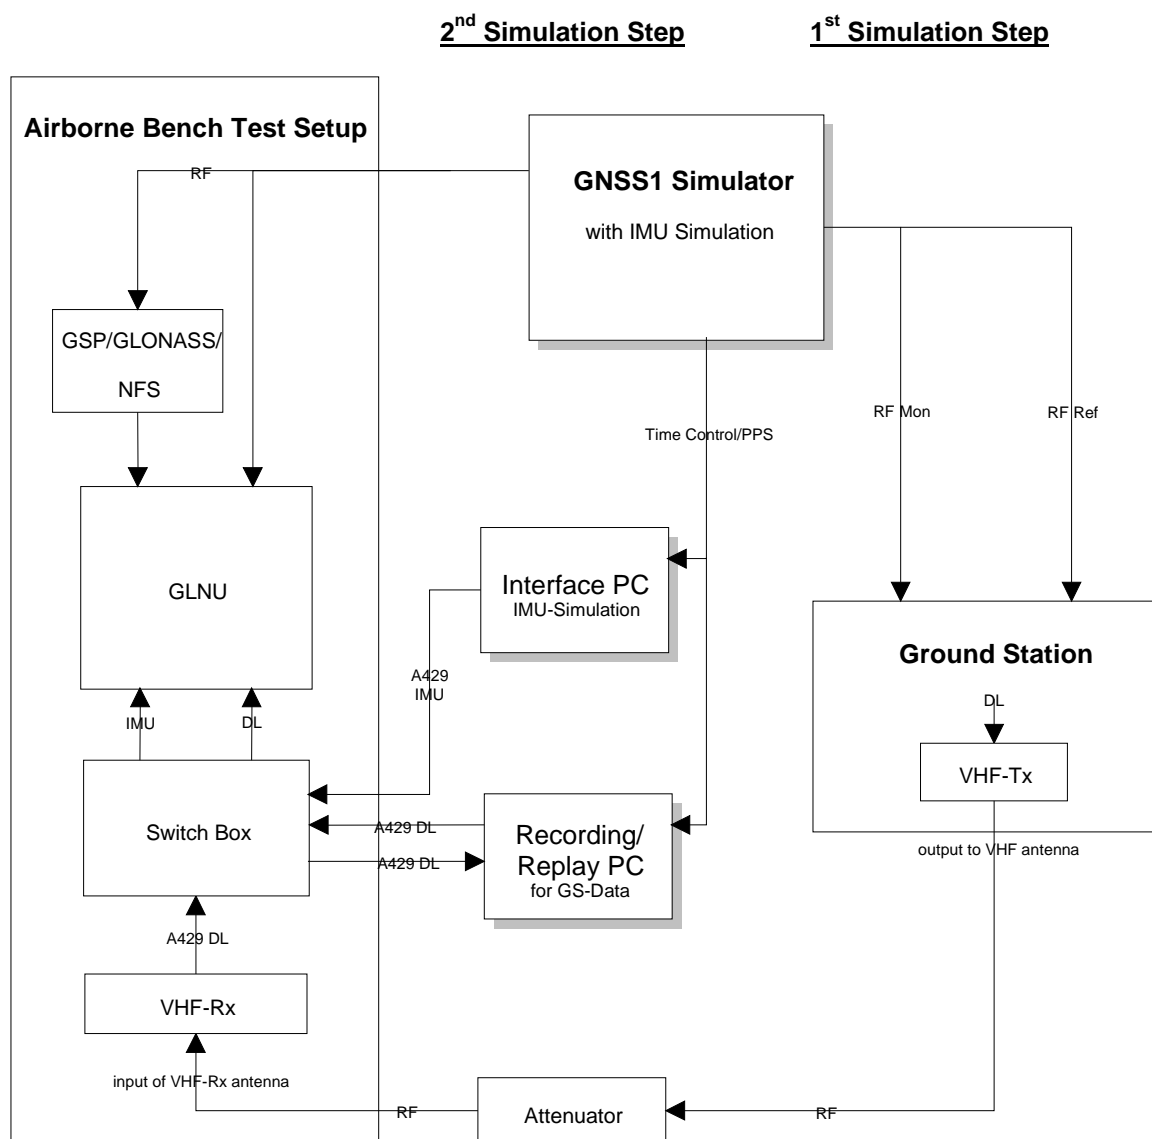 2nd Simulation Step
1st Simulation Step
Airborne Bench Test Setup
RF
GNSS1 Simulator
with IMU Simulation
GSP/GLONASS/
NFS
RF Mon
RF Ref
Time Control/PPS
GLNU
Interface PC
IMU-Simulation
Ground Station
A429
IMU
DL
IMU
DL
VHF-Tx
Switch Box
A429 DL
A429 DL
Recording/
Replay PC
for GS-Data
output to VHF antenna
A429 DL
VHF-Rx
input of VHF-Rx antenna
RF
Attenuator
RF